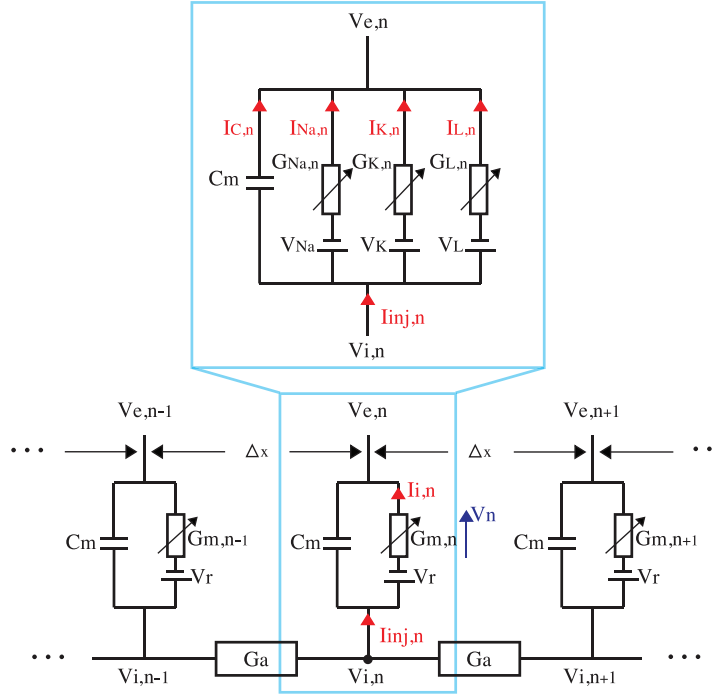 Ve,n
IC,n INa,n IK,n IL,n
GNa,n GK,n GL,n
Cm
VNa VK VL
Iinj,n
Vi,n
Ve,n-1 Ve,n Ve,n+1
... Δx Δx ..
Ii,n
Vn
Cm Gm,n-1 Cm Gm,n Cm Gm,n+1
Vr Vr Vr
Iinj,n
... Ga Ga ...
Vi,n-1 Vi,n Vi,n+1